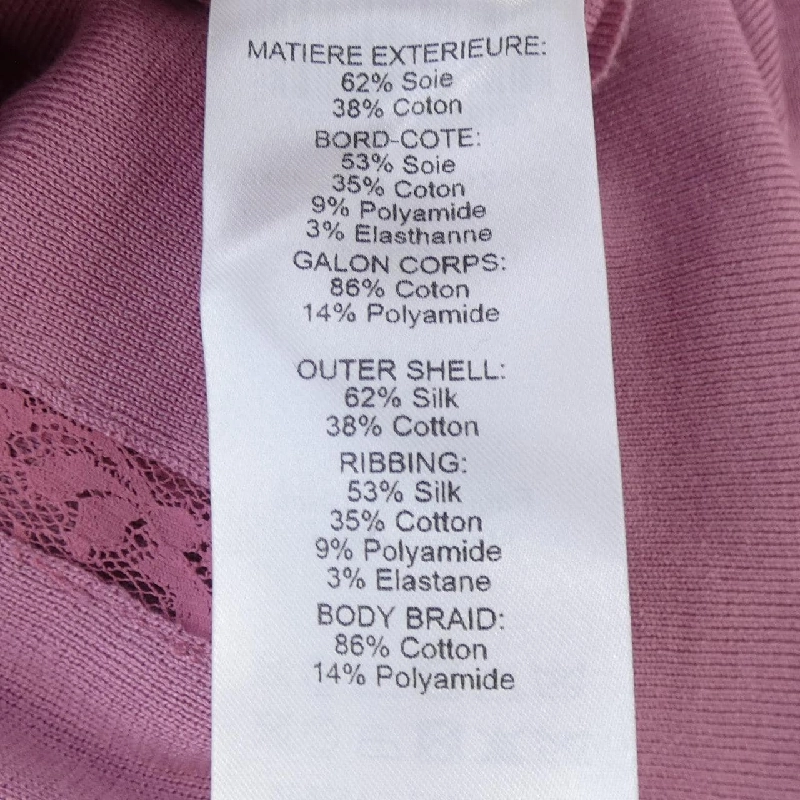 MATIERE EXTERIEURE:
62% Soie
38% Coton
BORD-COTE:
53% Soie
35% Coton
9% Polyamide
3% Elasthanne
GALON CORPS:
86% Coton
14% Polyamide
OUTER SHELL:
62% Silk
38% Cotton
RIBBING:
53% Silk
35% Cotton
9% Polyamide
3% Elastane
BODY BRAID:
86% Cotton
14% Polyamide